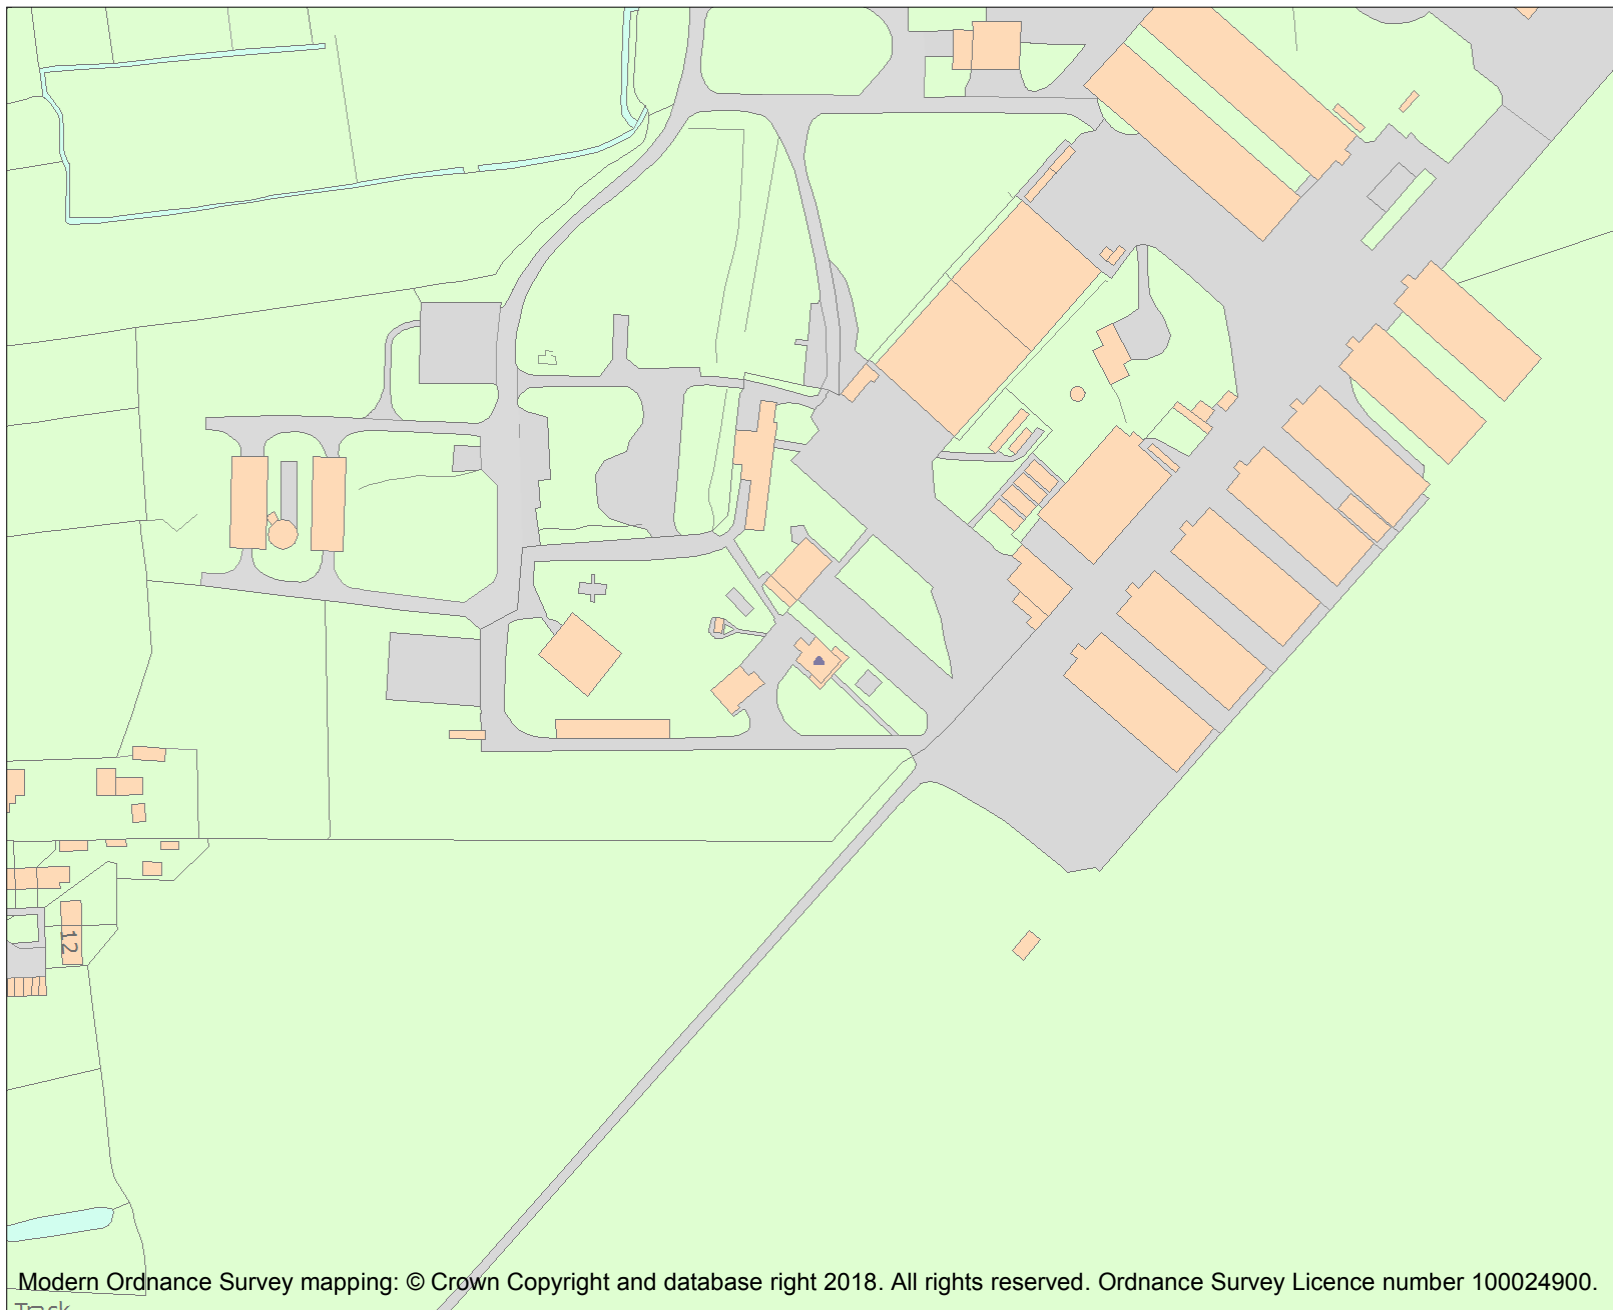 12
Modern Ordnance Survey mapping: © Crown Copyright and database right 2018. All rights reserved. Ordnance Survey Licence number 100024900.
Track